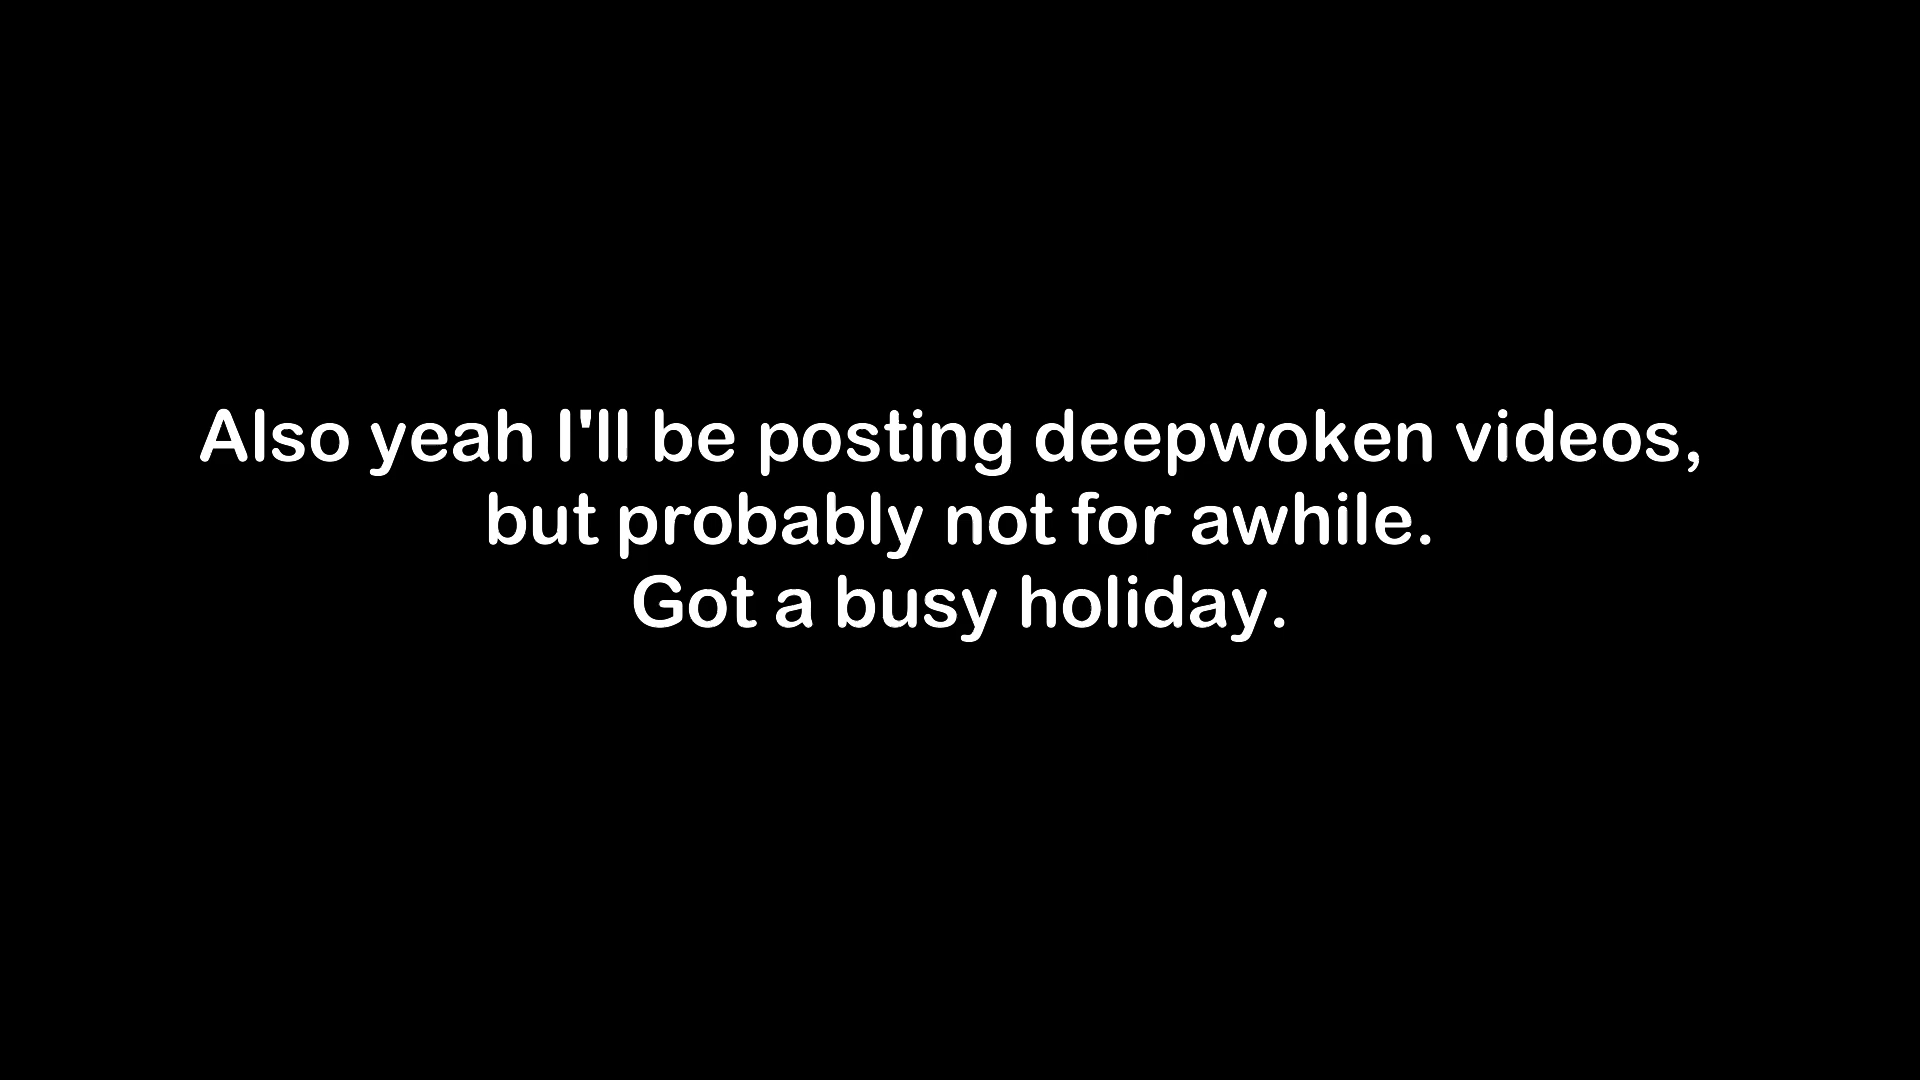 Also yeah I'll be posting deepwoken videos,
but probably not for awhile.
Got a busy holiday.